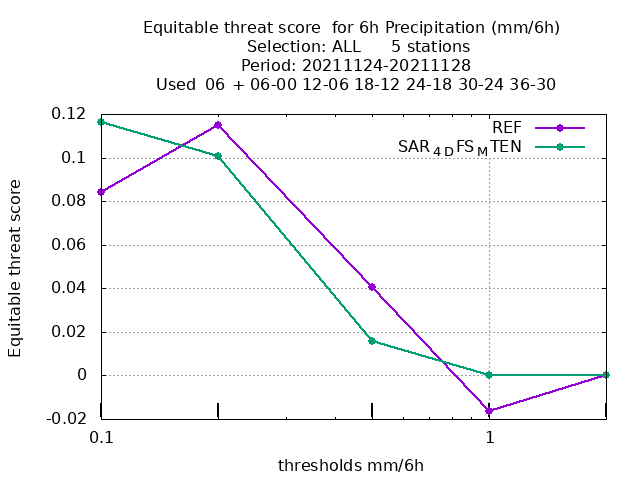 Equitable threat score  for 6h Precipitation (mm/6h)
Selection: ALL      5 stations
Period: 20211124-20211128
Used  06 + 06-00 12-06 18-12 24-18 30-24 36-30
REF
SAR4DFSMTEN
0.12
0.1
0.08
0.06
0.04
0.02
0
-0.02
Equitable threat score
0.1
1
thresholds mm/6h